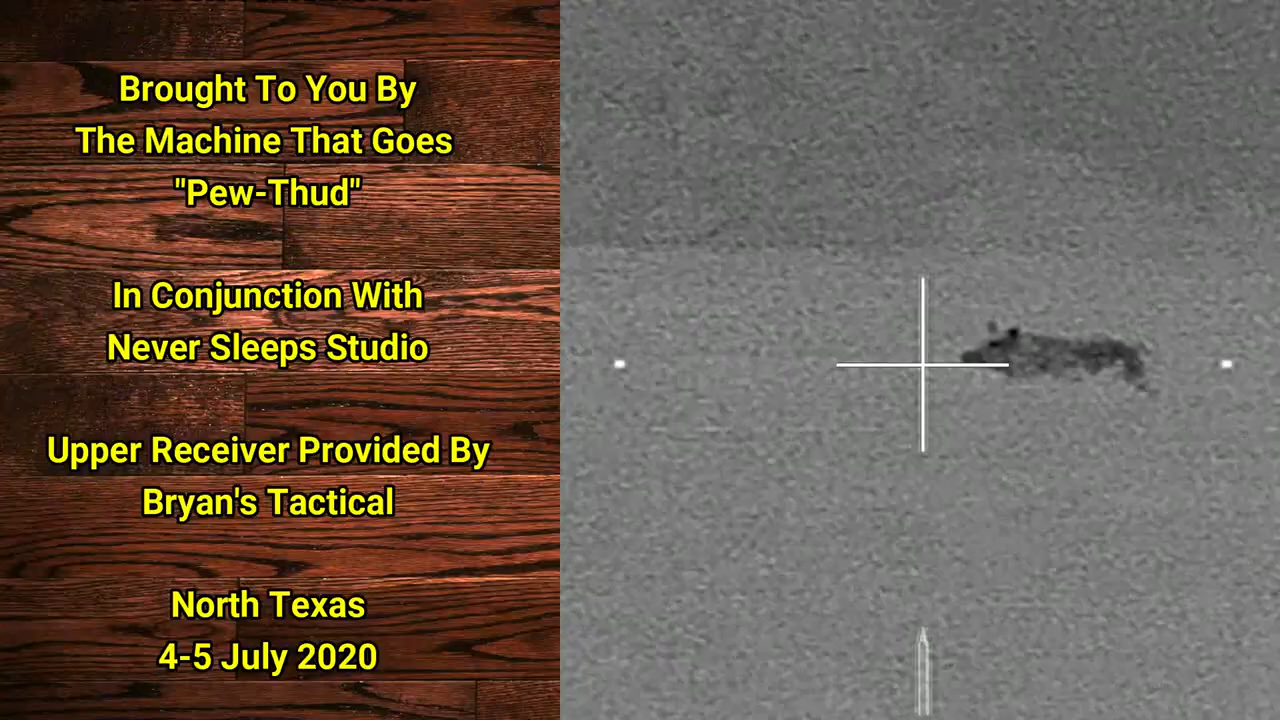 Brought To You By
The Machine That Goes
"Pew-Thud"
In Conjunction With
Never Sleeps Studio
Upper Receiver Provided By
Bryan's Tactical
North Texas
4-5 July 2020